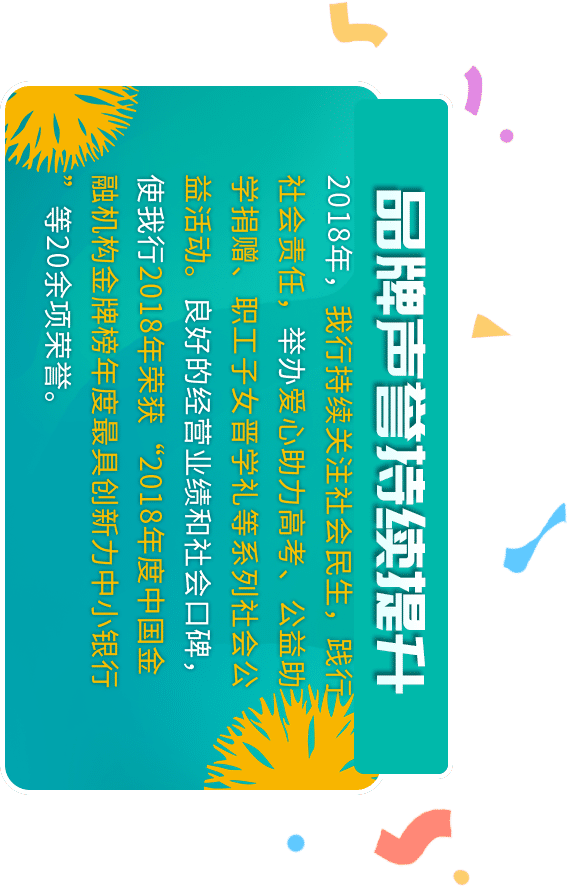 品牌声誉持续提升
2018年，我行持续关注社会民生，践行
社会责任，举办爱心助力高考、公益助
学捐赠、职工子女晋学礼等系列社会公
益活动。良好的经营业绩和社会口碑，
使我行2018年荣获“2018年度中国金
融机构金牌榜年度最具创新力中小银行
”等20余项荣誉。